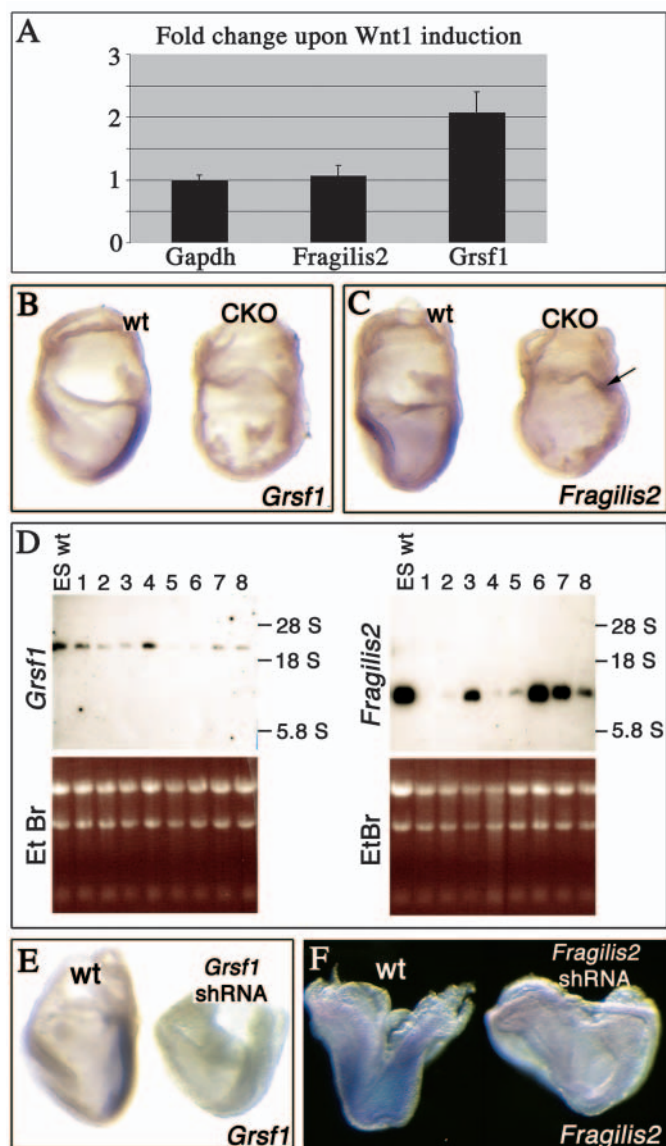 A
Fold change upon Wnt1 induction
3
2
1
0
Gapdh Fragilis2 Grsf1
B wt CKO
Grsf1
C wt CKO
Fragilis2
D
ES wt 1 2 3 4 5 6 7 8
Grsf1
28 S
18 S
5.8 S
Et Br
ES wt 1 2 3 4 5 6 7 8
Fragilis2
28 S
18 S
5.8 S
EtBr
E wt Grsf1
shRNA
Grsf1
F wt Fragilis2
shRNA
Fragilis2